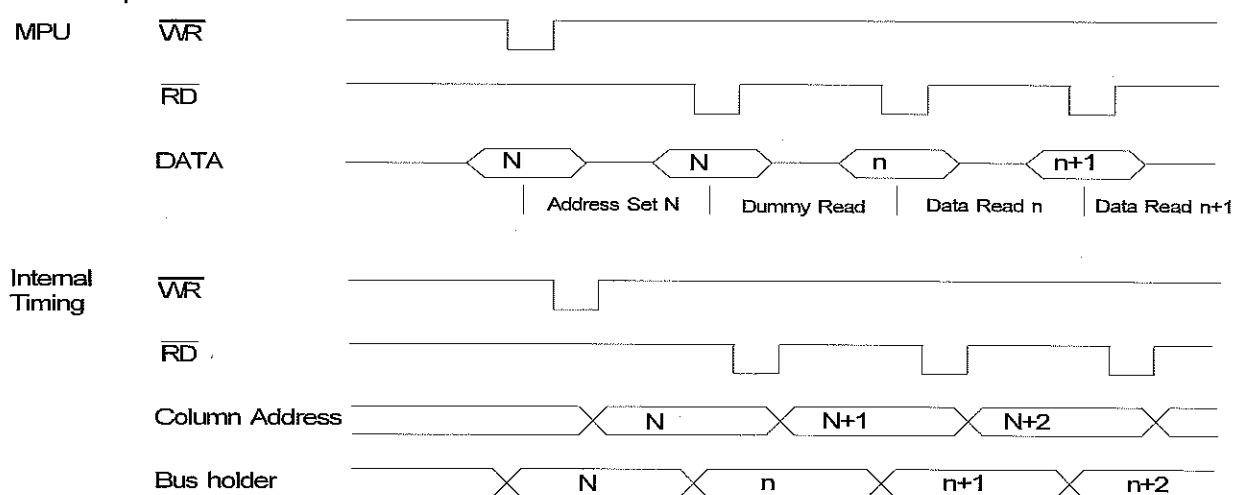 MPU WR
RD
DATA N N n n+1
Address Set N Dummy Read Data Read n Data Read n+1
Internal Timing WR
RD
Column Address N N+1 N+2
Bus holder N n n+1 n+2